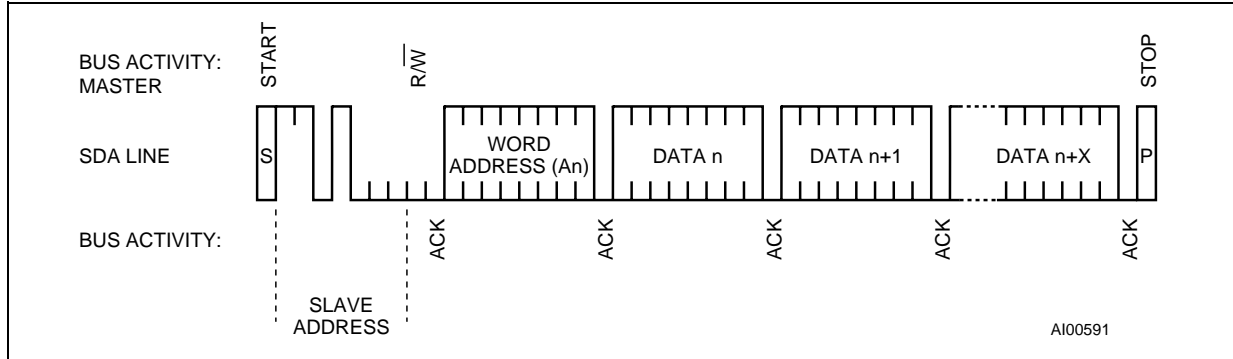 BUS ACTIVITY:
MASTER
START
R/W
STOP
SDA LINE
S
WORD
ADDRESS (An)
DATA n
DATA n+1
DATA n+X
P
BUS ACTIVITY:
ACK
ACK
ACK
ACK
ACK
SLAVE
ADDRESS
AI00591